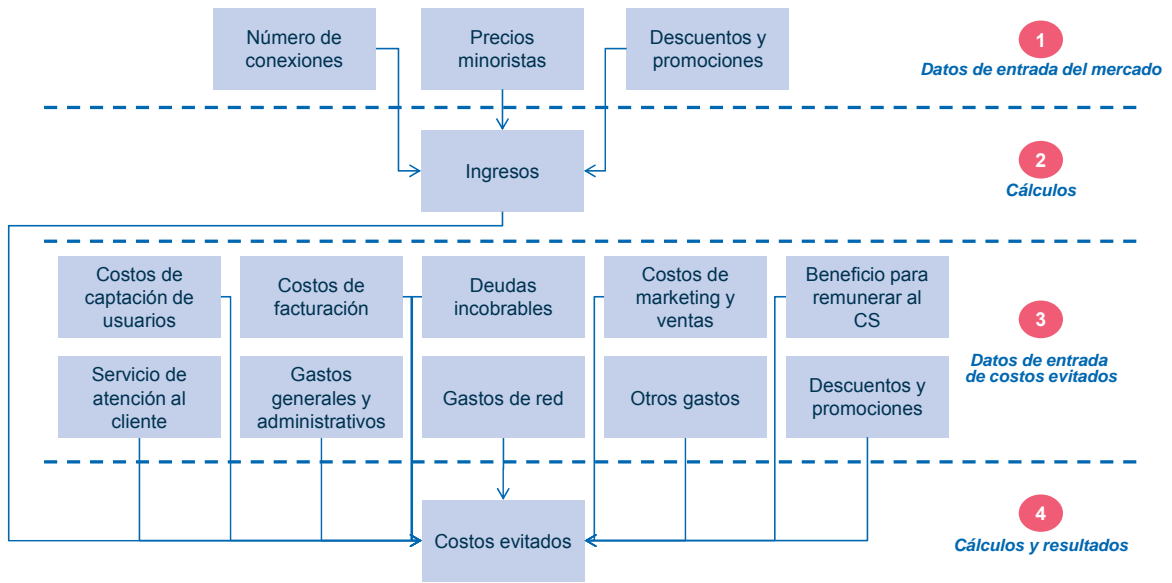 Número de
conexiones
Precios
minoristas
Descuentos y
promociones
1
Datos de entrada del mercado
Ingresos
2
Cálculos
Costos de
captación de
usuarios
Costos de
facturación
Deudas
incobrables
Costos de
marketing y
ventas
Beneficio para
remunerar al
CS
3
Datos de entrada
de costos evitados
Servicio de
atención al
cliente
Gastos
generales y
administrativos
Gastos de red
Otros gastos
Descuentos y
promociones
Costos evitados
4
Cálculos y resultados